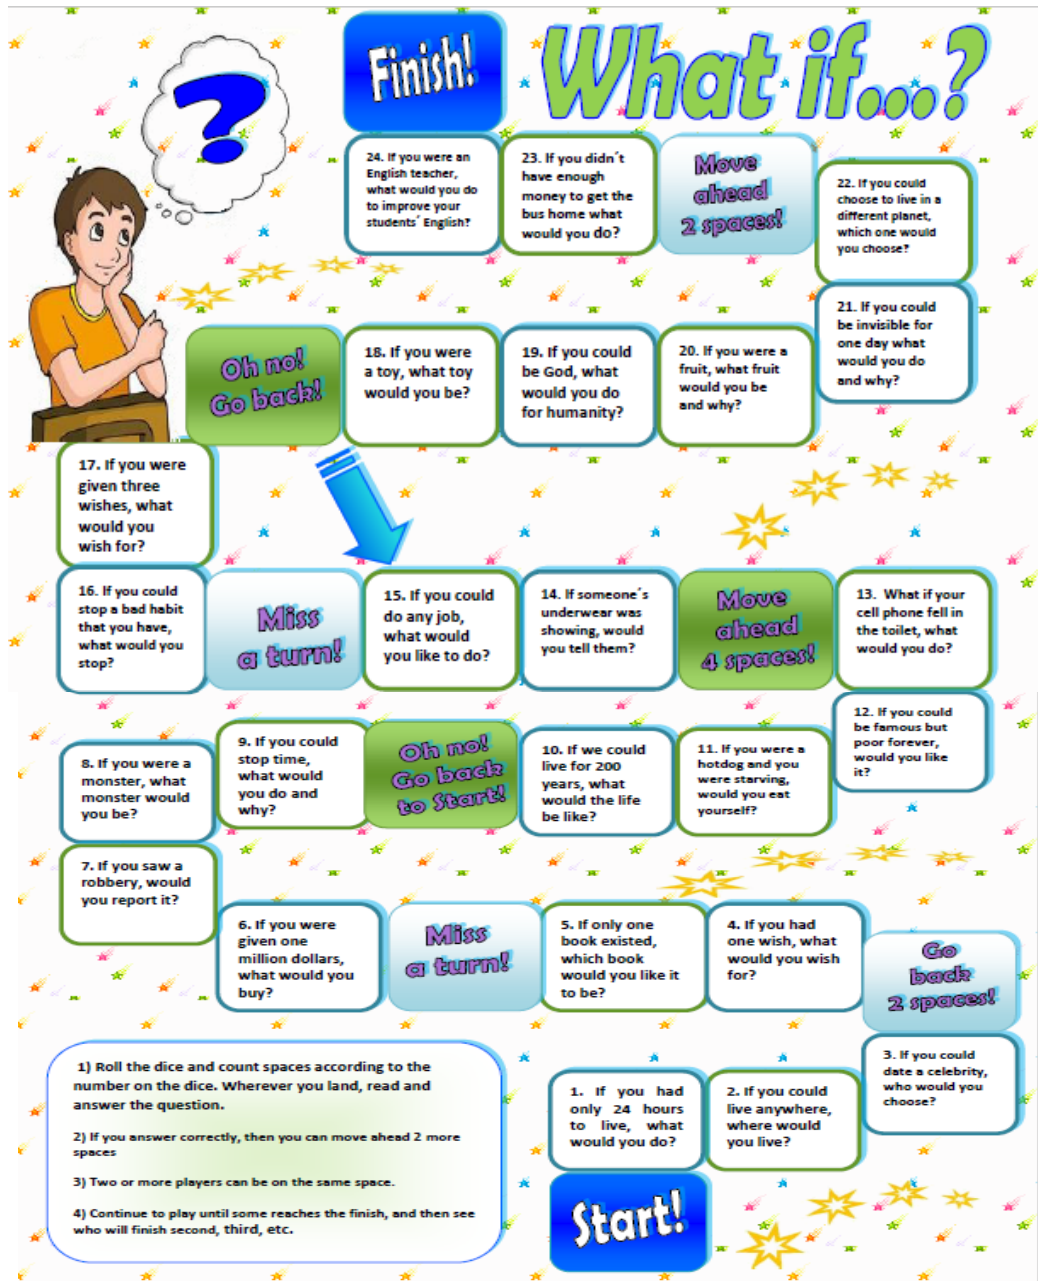 Finish!
What if...?
24. If you were an
English teacher,
what would you do
to improve your
students´ English?
23. If you didn´t
have enough
money to get the
bus home what
would you do?
Move
ahead
2 spaces!
22. If you could
choose to live in a
different planet,
which one would
you choose?
?
21. If you could
be invisible for
one day what
would you do
and why?
Oh no!
Go back!
18. If you were
a toy, what toy
would you be?
19. If you could
be God, what
would you do
for humanity?
20. If you were a
fruit, what fruit
would you be
and why?
17. If you were
given three
wishes, what
would you
wish for?
16. If you could
stop a bad habit
that you have,
what would you
stop?
Miss
a turn!
15. If you could
do any job,
what would
you like to do?
14. If someone´s
underwear was
showing, would
you tell them?
Move
ahead
4 spaces!
13. What if your
cell phone fell in
the toilet, what
would you do?
12. If you could
be famous but
poor forever,
would you like
it?
8. If you were a
monster, what
monster would
you be?
9. If you could
stop time,
what would
you do and
why?
Oh no!
Go back
to Start!
10. If we could
live for 200
years, what
would the life
be like?
11. If you were a
hotdog and you
were starving,
would you eat
yourself?
7. If you saw a
robbery, would
you report it?
6. If you were
given one
million dollars,
what would you
buy?
Miss
a turn!
5. If only one
book existed,
which book
would you like it
to be?
4. If you had
one wish, what
would you wish
for?
Go
back
2 spaces!
3. If you could
date a celebrity,
who would you
choose?
1. If you had
only 24 hours
to live, what
would you do?
2. If you could
live anywhere,
where would
you live?
Start!
1) Roll the dice and count spaces according to the
number on the dice. Wherever you land, read and
answer the question.
2) If you answer correctly, then you can move ahead 2 more
spaces
3) Two or more players can be on the same space.
4) Continue to play until some reaches the finish, and then see
who will finish second, third, etc.